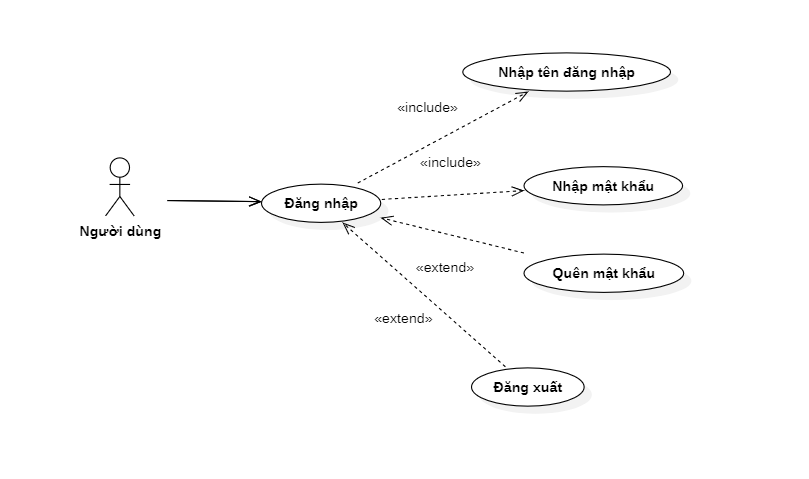 Nhập tên đăng nhập
«include»
«include»
Nhập mật khẩu
Đăng nhập
Người dùng
«extend»
Quên mật khẩu
«extend»
Đăng xuất